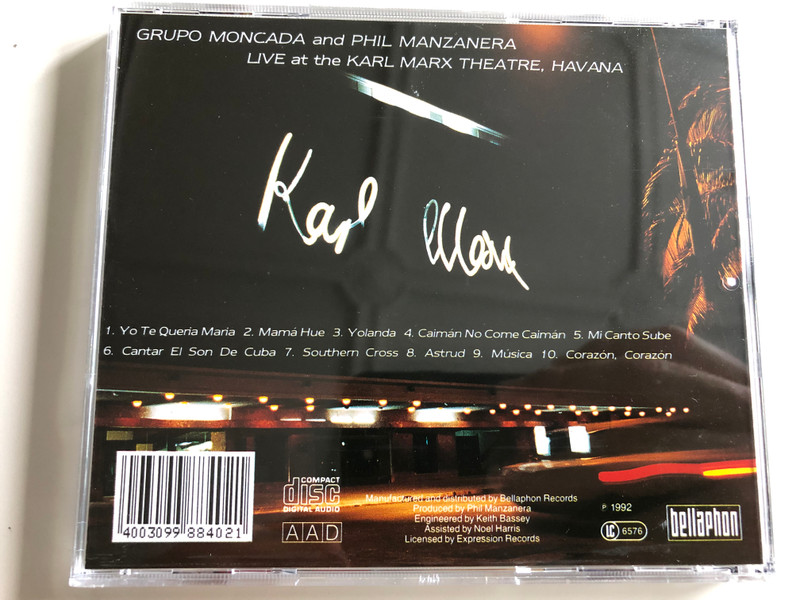 GRUPO MONCADA and PHIL MANZANERA
LIVE at the KARL MARX THEATRE, HAVANA
Karl Marx
1. Yo Te Queria Maria 2. Mamá Hue 3. Yolanda 4. Caimán No Come Caimán 5. Mi Canto Sube
6. Cantar El Son De Cuba 7. Southern Cross 8. Astrud 9. Música 10. Corazón, Corazón
4003099 884021
COMPACT
disc
DIGITAL AUDIO
AAD
Manufactured and distributed by Bellaphon Records
Produced by Phil Manzanera
Engineered by Keith Bassey
Assisted by Noel Harris
Licensed by Expression Records
℗ 1992
LC 6576
bellaphon